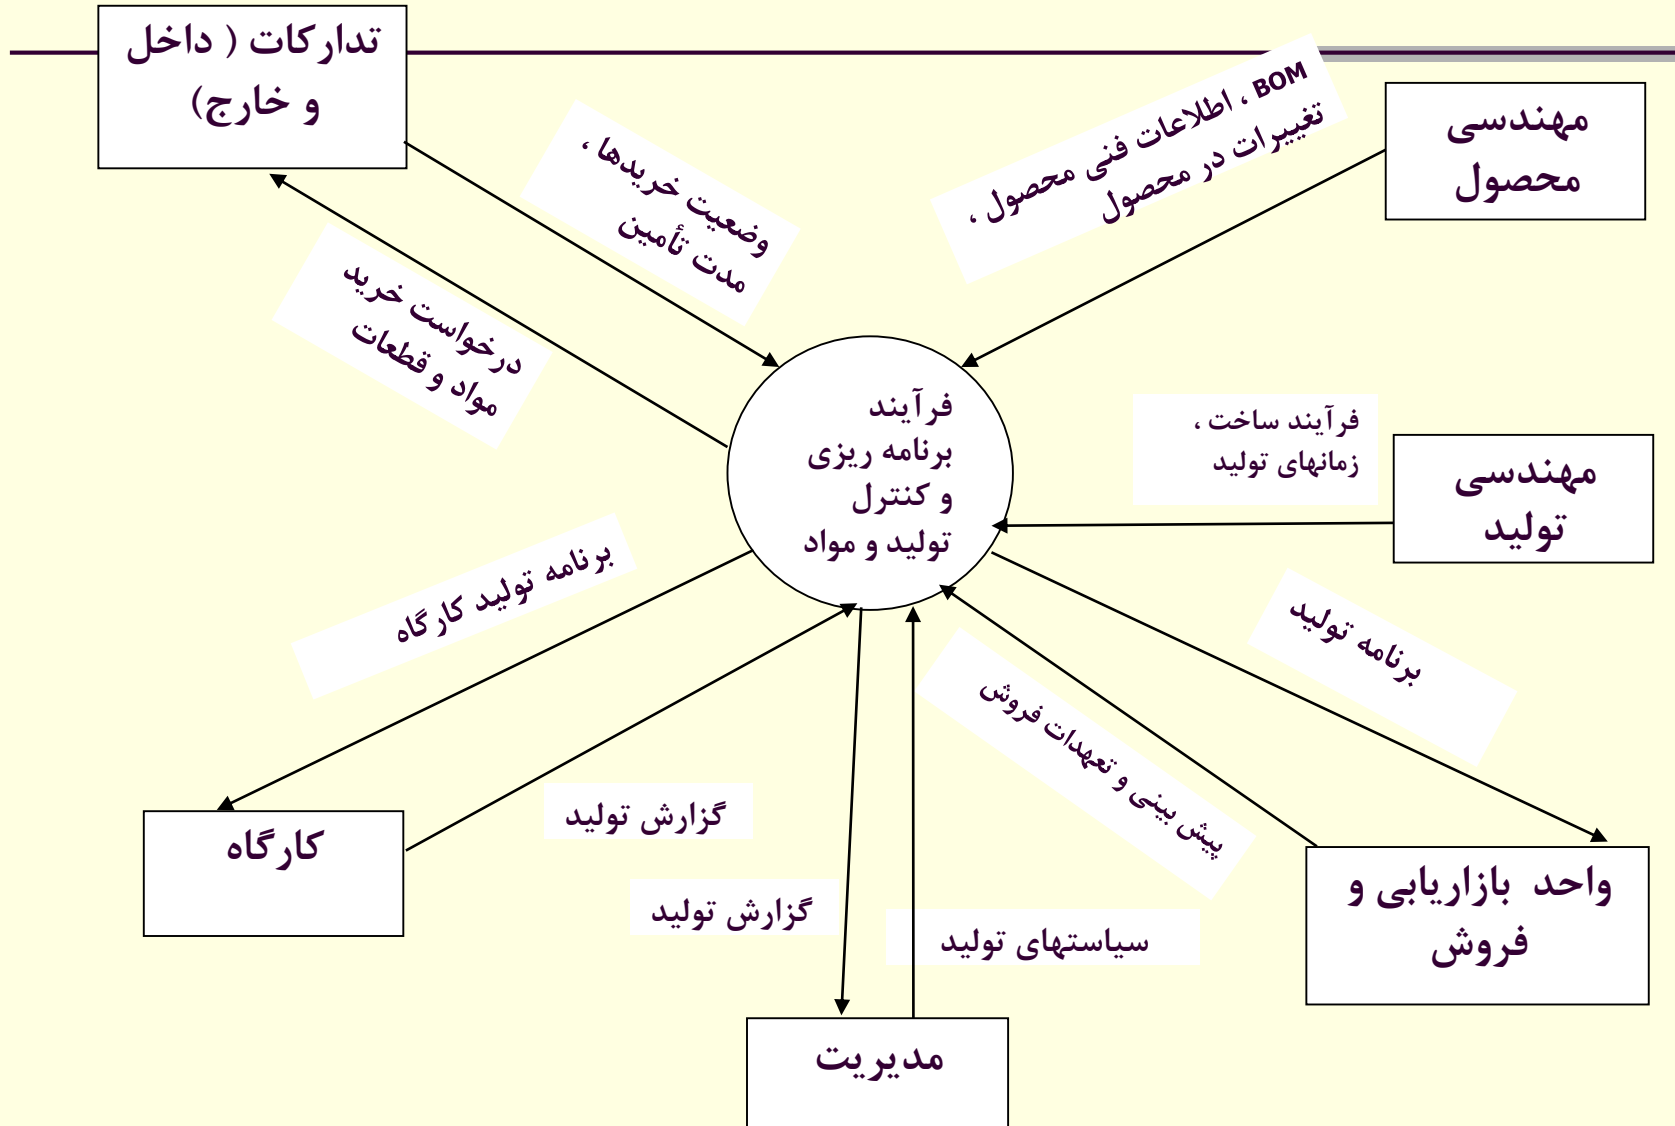 تدارکات ( داخل
و خارج)
BOM ، اطلاعات فنی محصول ،
تغییرات در محصول
مهندسی
محصول
وضعیت خریدها ،
مدت تأمین
درخواست خرید
مواد و قطعات
فرآیند
برنامه ریزی
و کنترل
تولید و مواد
فرآیند ساخت ،
زمانهای تولید
مهندسی
تولید
برنامه تولید کارگاه
برنامه تولید
پیش بینی و تعهدات فروش
گزارش تولید
کارگاه
گزارش تولید
سیاستهای تولید
واحد بازاریابی و
فروش
مدیریت